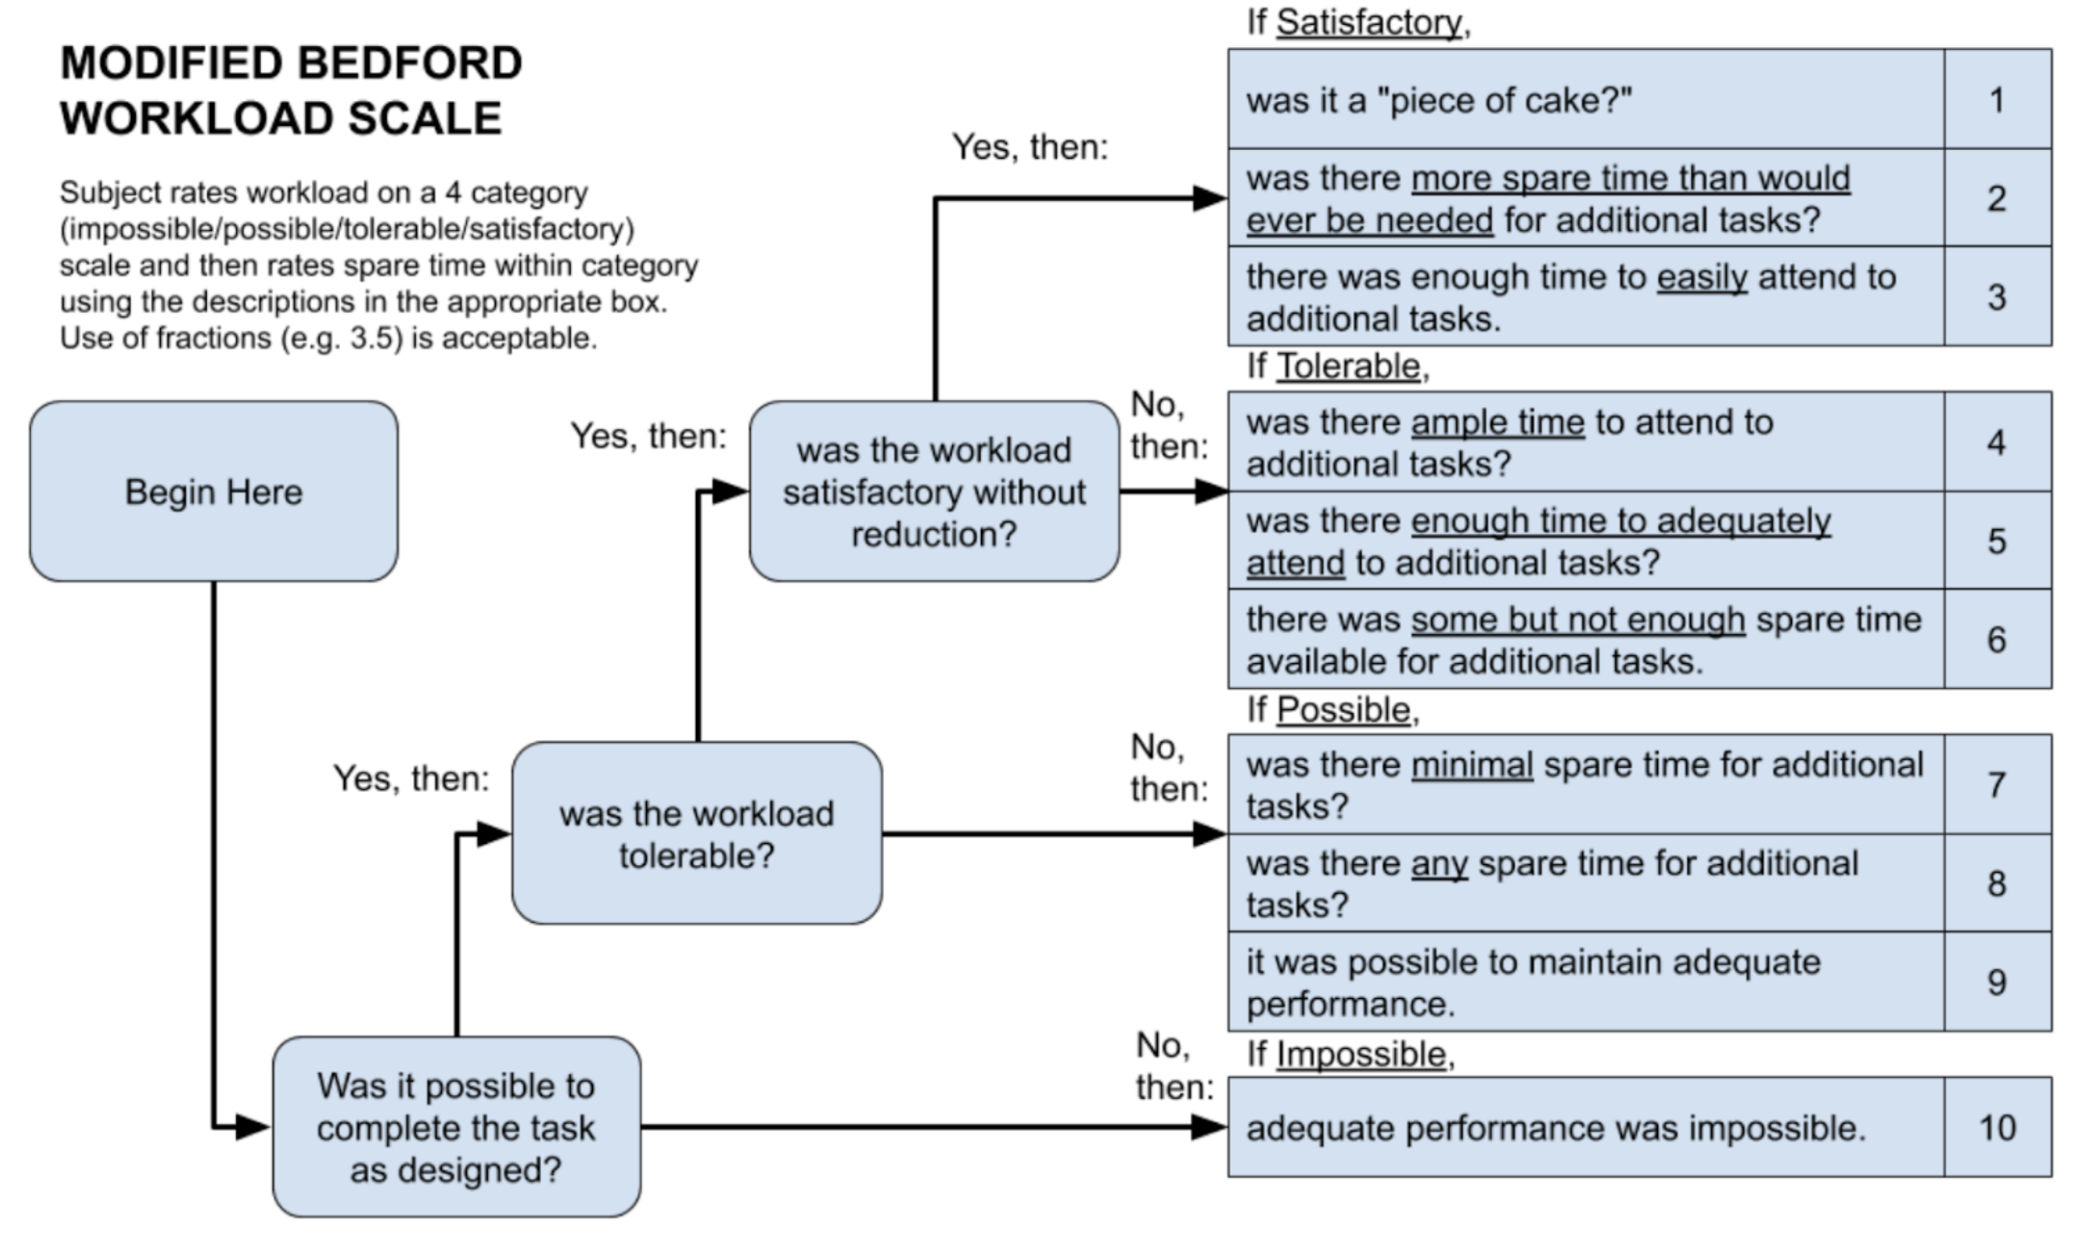 MODIFIED BEDFORD
WORKLOAD SCALE
Subject rates workload on a 4 category
(impossible/possible/tolerable/satisfactory)
scale and then rates spare time within category
using the descriptions in the appropriate box.
Use of fractions (e.g. 3.5) is acceptable.
Begin Here
Was it possible to
complete the task
as designed?
Yes, then:
was the workload
tolerable?
Yes, then:
was the workload
satisfactory without
reduction?
Yes, then:
If Satisfactory,
was it a "piece of cake?"
1
was there more spare time than would
ever be needed for additional tasks?
2
there was enough time to easily attend to
additional tasks.
3
No,
then:
If Tolerable,
was there ample time to attend to
additional tasks?
4
was there enough time to adequately
attend to additional tasks?
5
there was some but not enough spare time
available for additional tasks.
6
No,
then:
If Possible,
was there minimal spare time for additional
tasks?
7
was there any spare time for additional
tasks?
8
it was possible to maintain adequate
performance.
9
No,
then:
If Impossible,
adequate performance was impossible.
10